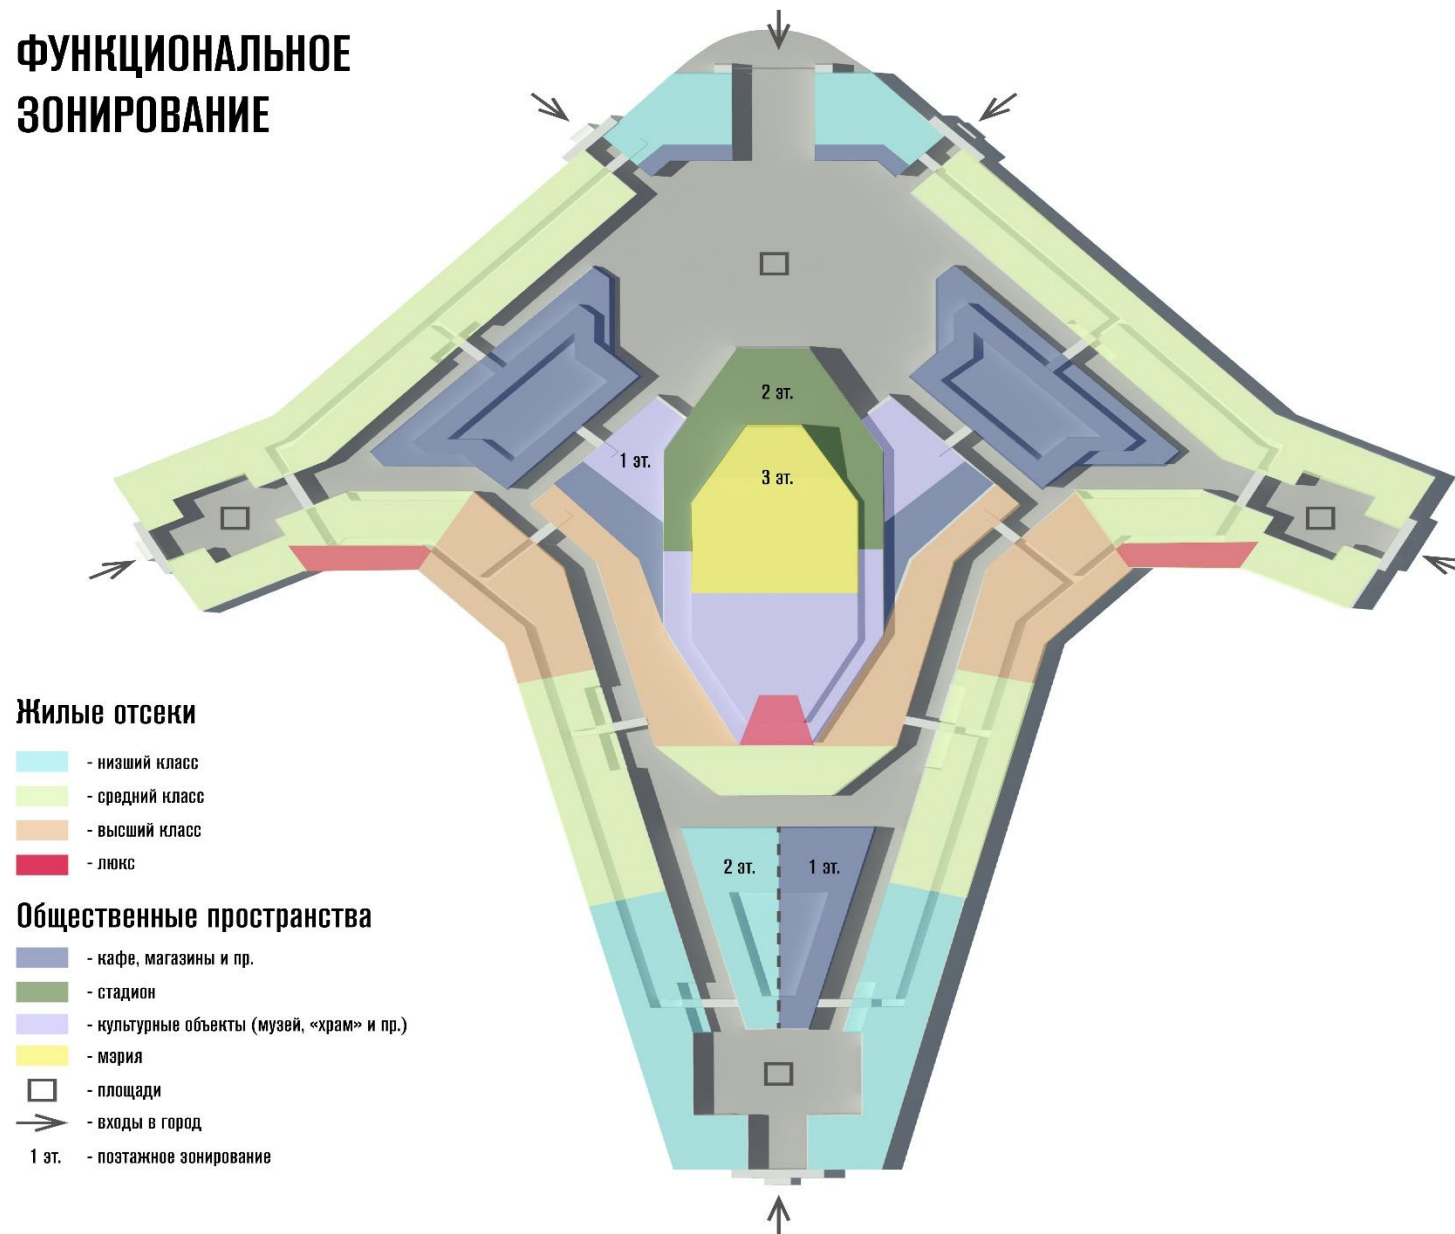 ФУНКЦИОНАЛЬНОЕ
ЗОНИРОВАНИЕ
2 эт.
1 эт.
3 эт.
2 эт.
1 эт.
Жилые отсеки
- низший класс
- средний класс
- высший класс
- люкс
Общественные пространства
- кафе, магазины и пр.
- стадион
- культурные объекты (музей, «храм» и пр.)
- мэрия
- площади
- входы в город
1 эт. - поэтажное зонирование